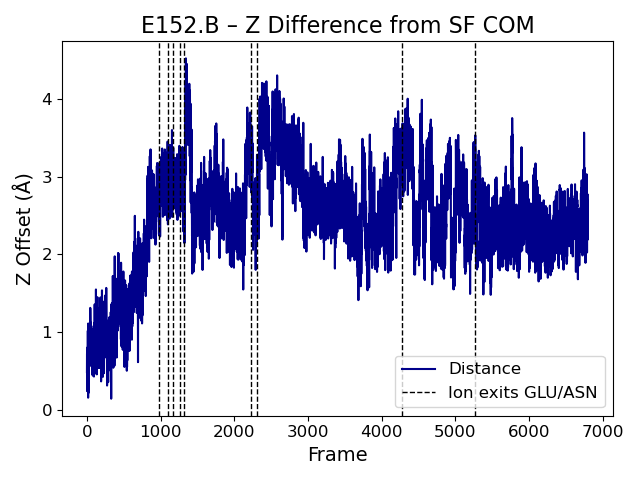 E152.B – Z Difference from SF COM
Z Offset (Å)
4
3
2
1
0
Distance
Ion exits GLU/ASN
0 1000 2000 3000 4000 5000 6000 7000
Frame